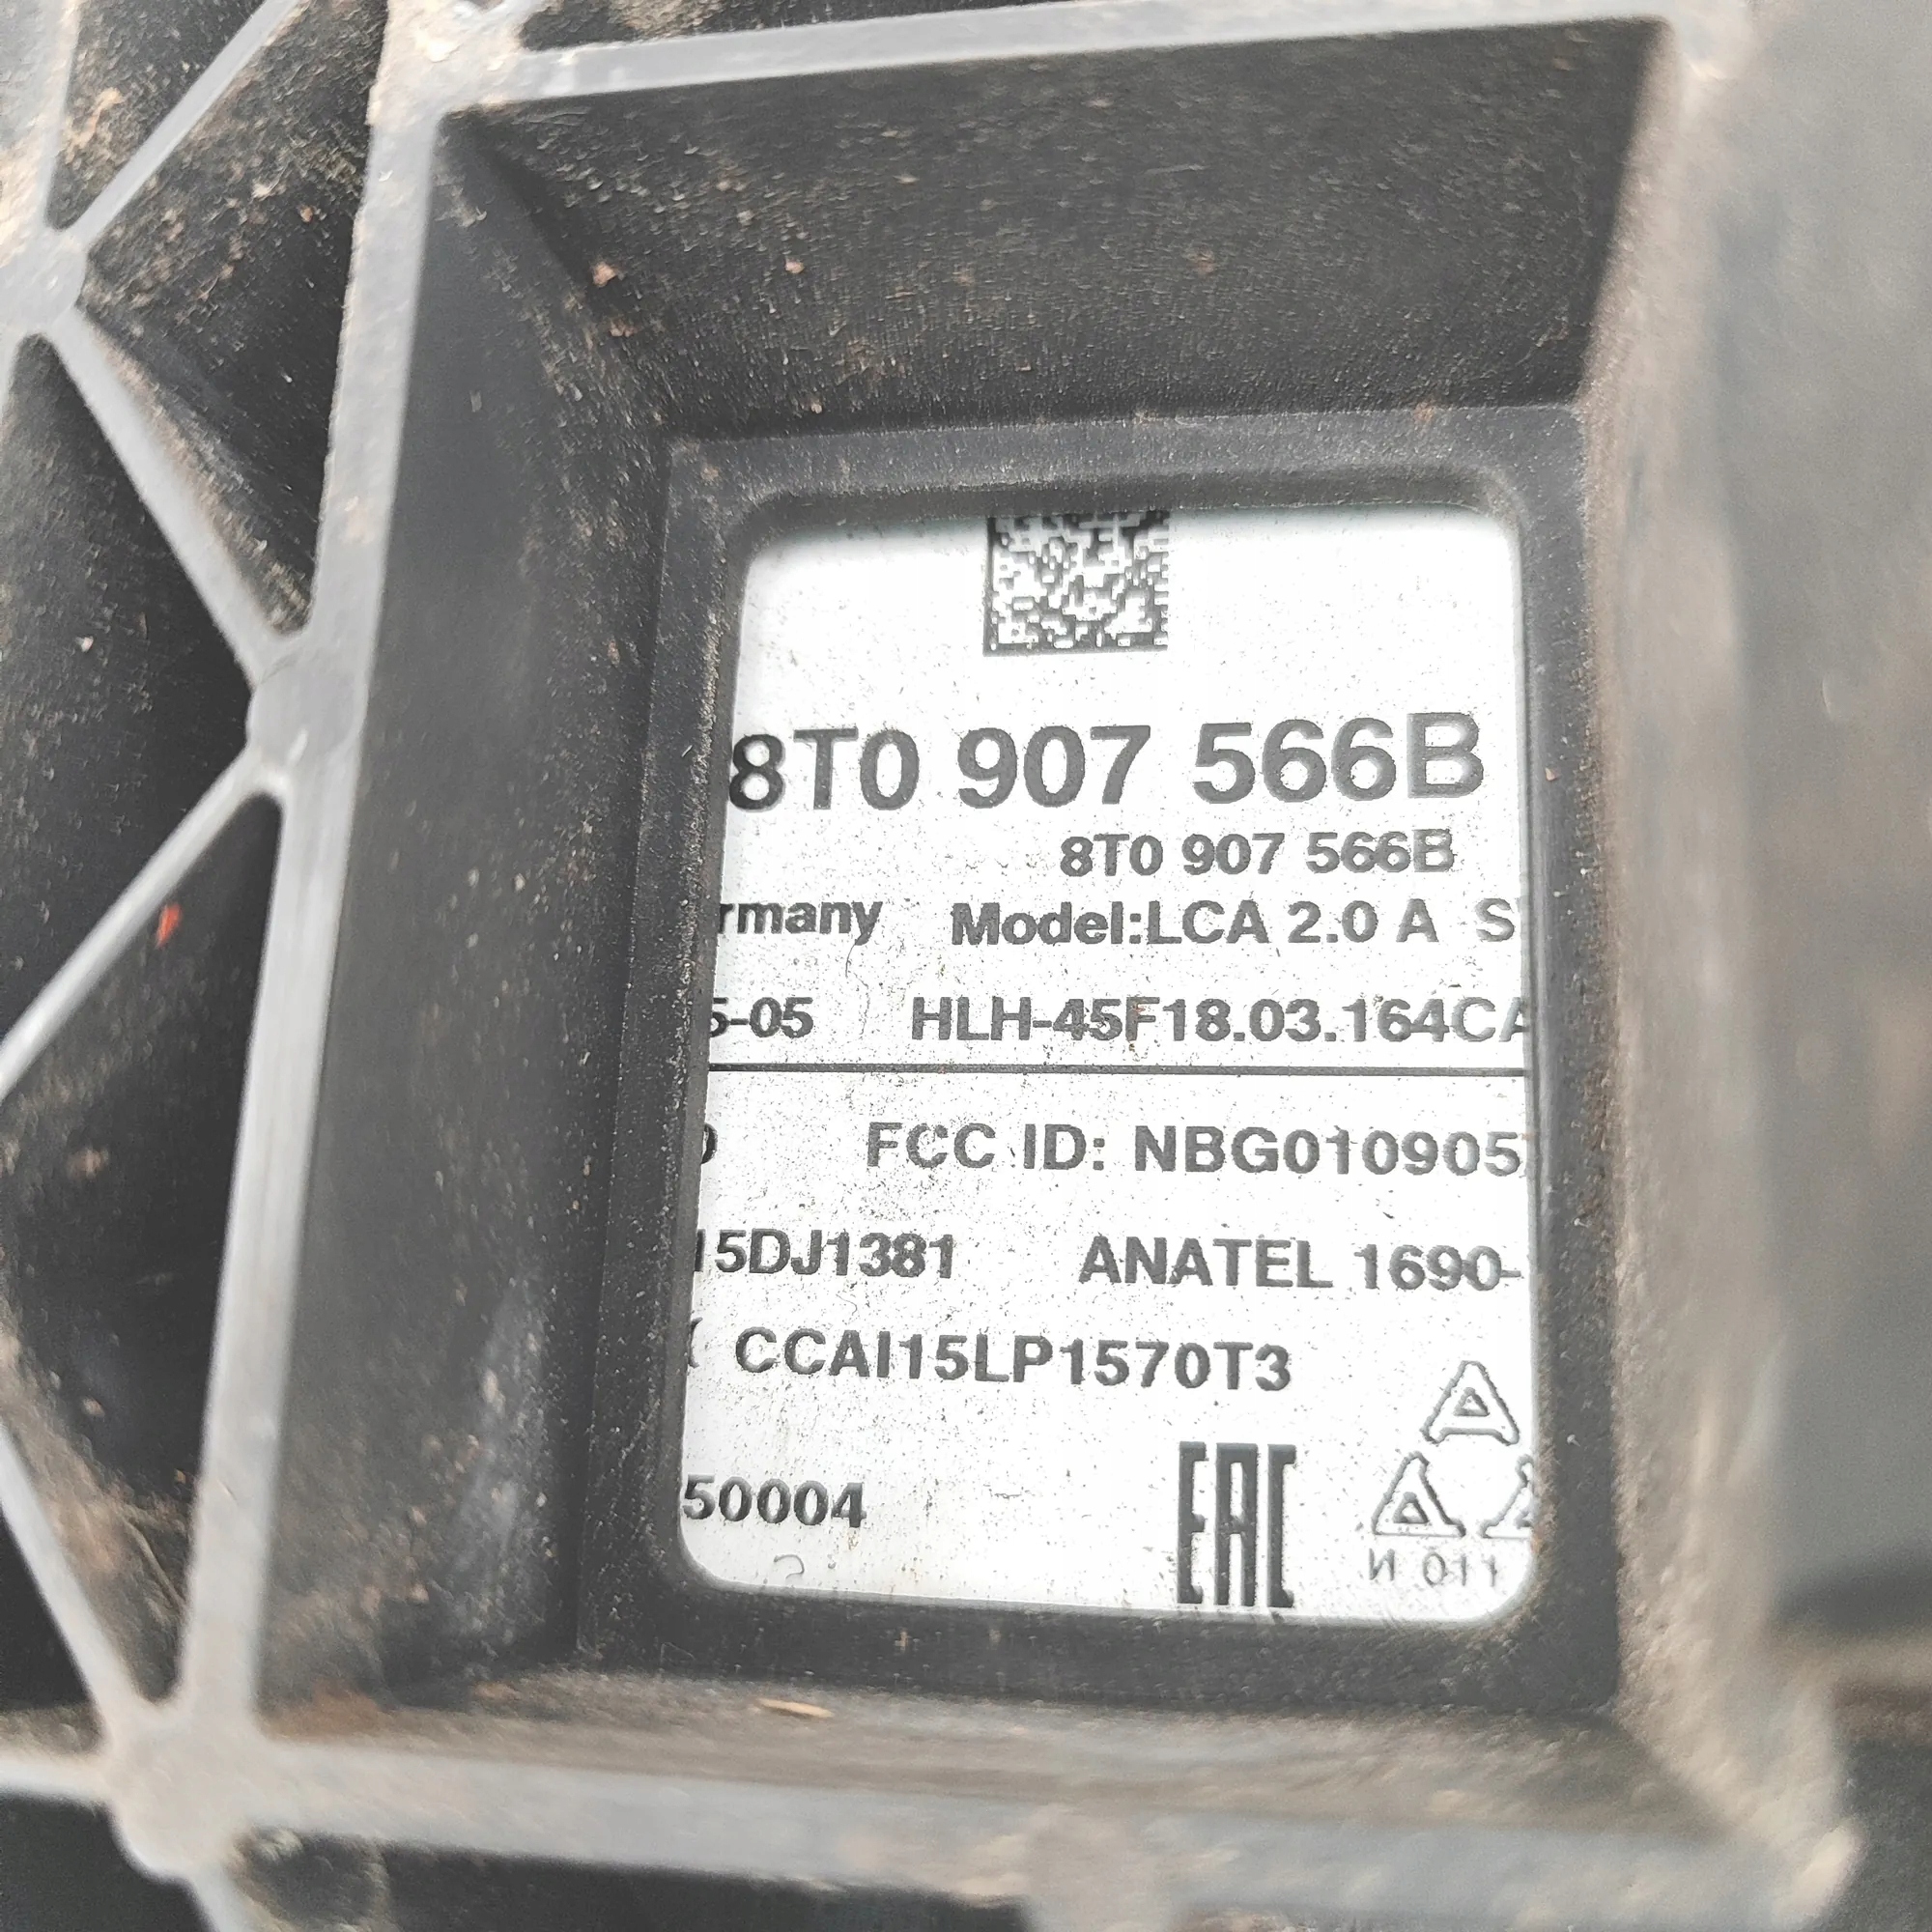 8T0 907 566B
8T0 907 566B
rmany Model:LCA 2.0 A S
5-05 HLH-45F18.03.164CA
FCC ID: NBG010905
15DJ1381 ANATEL 1690-
CCAI15LP1570T3
50004 EAC
N 011